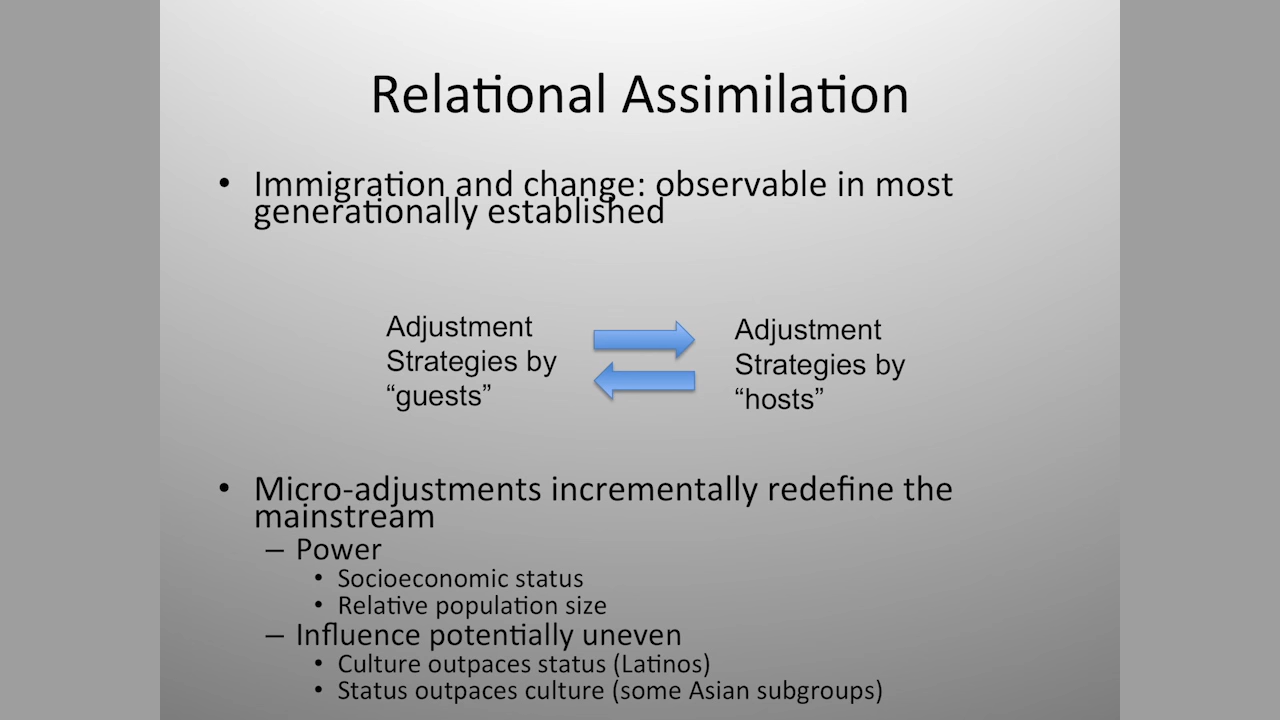 Relational Assimilation
• Immigration and change: observable in most
generationally established
Adjustment
Strategies by
“guests”
Adjustment
Strategies by
“hosts”
• Micro-adjustments incrementally redefine the
mainstream
– Power
• Socioeconomic status
• Relative population size
– Influence potentially uneven
• Culture outpaces status (Latinos)
• Status outpaces culture (some Asian subgroups)